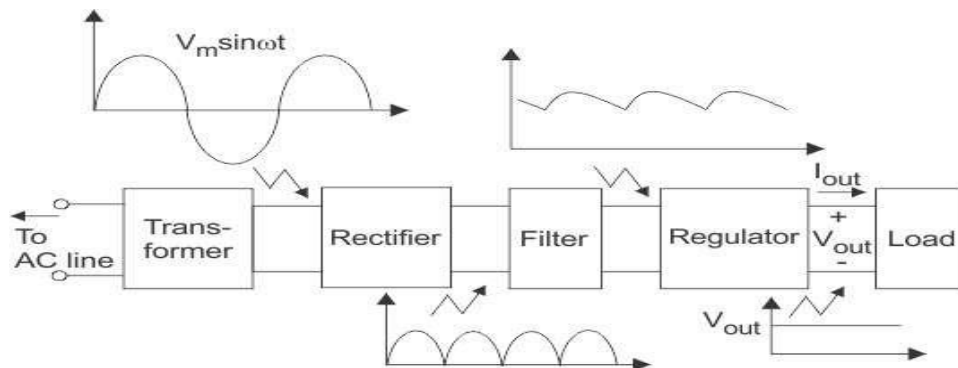 Vmsinωt
To
AC line
Trans-
former
Rectifier
Filter
Regulator
Iout
+
Vout
-
Load
Vout